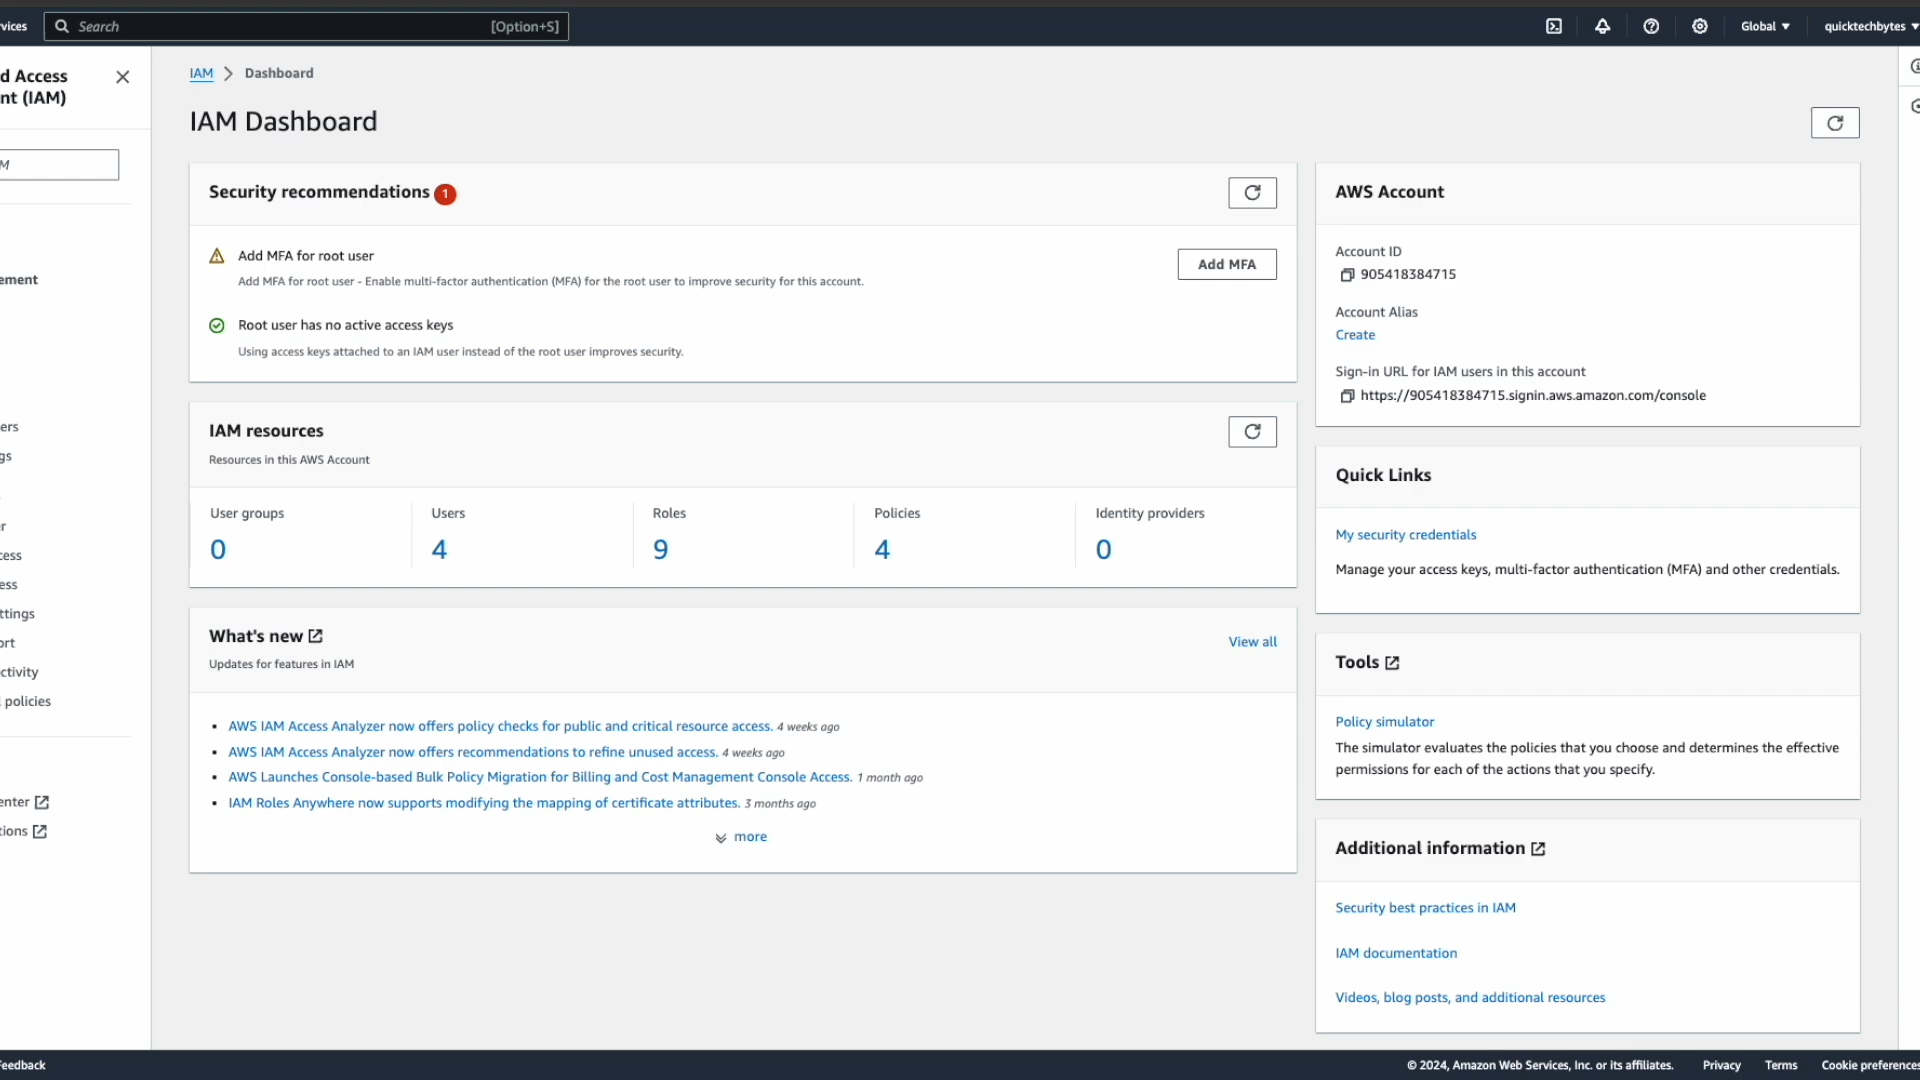 rvices
Search
[Option+S]
Global
quicktechbytes
d Access
nt (IAM)
M
ement
ers
gs
r
cess
ess
ttings
ort
ctivity
policies
enter
tions
IAM
Dashboard
IAM Dashboard
Security recommendations 1
Add MFA for root user
Add MFA for root user - Enable multi-factor authentication (MFA) for the root user to improve security for this account.
Add MFA
Root user has no active access keys
Using access keys attached to an IAM user instead of the root user improves security.
IAM resources
Resources in this AWS Account
User groups
0
Users
4
Roles
9
Policies
4
Identity providers
0
What's new
View all
Updates for features in IAM
AWS IAM Access Analyzer now offers policy checks for public and critical resource access. 4 weeks ago
AWS IAM Access Analyzer now offers recommendations to refine unused access. 4 weeks ago
AWS Launches Console-based Bulk Policy Migration for Billing and Cost Management Console Access. 1 month ago
IAM Roles Anywhere now supports modifying the mapping of certificate attributes. 3 months ago
more
AWS Account
Account ID
905418384715
Account Alias
Create
Sign-in URL for IAM users in this account
https://905418384715.signin.aws.amazon.com/console
Quick Links
My security credentials
Manage your access keys, multi-factor authentication (MFA) and other credentials.
Tools
Policy simulator
The simulator evaluates the policies that you choose and determines the effective
permissions for each of the actions that you specify.
Additional information
Security best practices in IAM
IAM documentation
Videos, blog posts, and additional resources
Feedback
© 2024, Amazon Web Services, Inc. or its affiliates.
Privacy
Terms
Cookie preferences